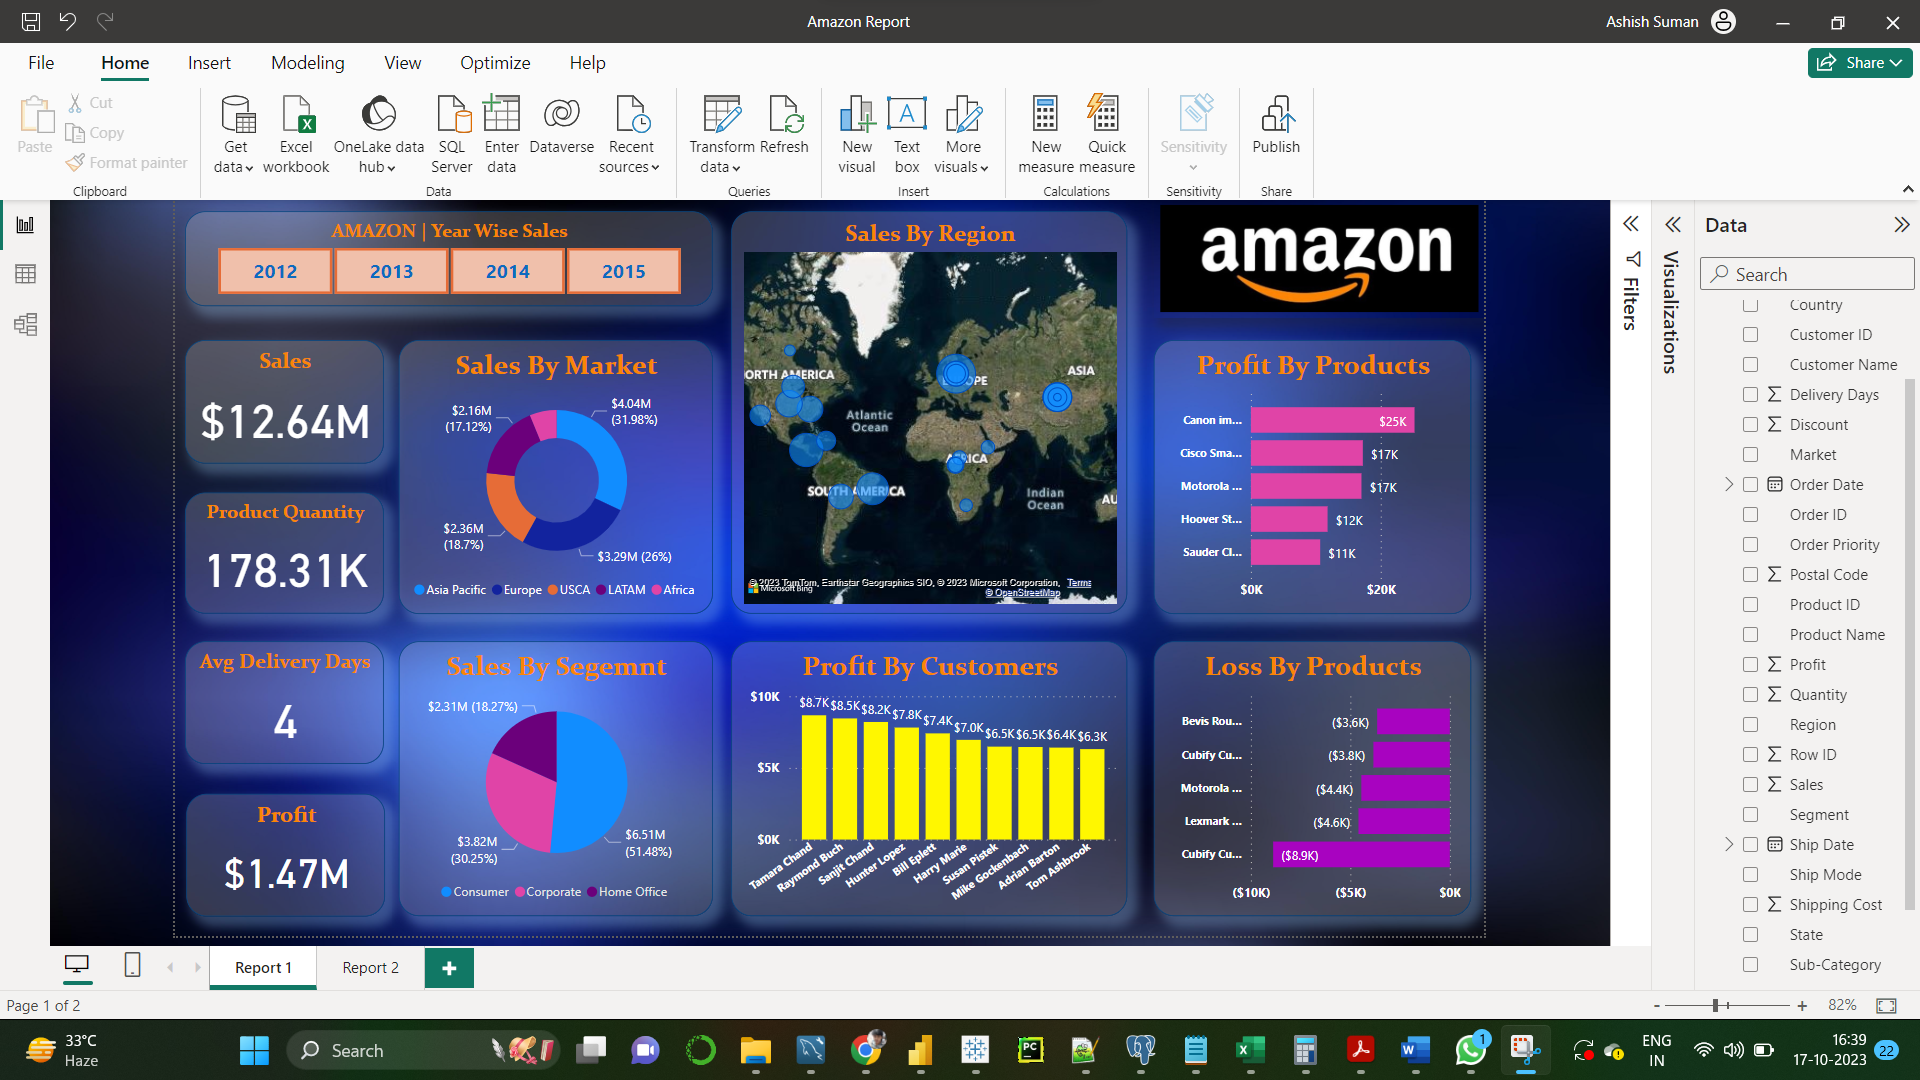 Amazon Report
Ashish Suman
File
Home
Insert
Modeling
View
Optimize
Help
Share
Paste
Cut
Copy
Format painter
Clipboard
Get data
Excel workbook
OneLake data hub
SQL Server
Enter data
Dataverse
Recent sources
Data
Transform data
Refresh
Queries
New visual
Text box
More visuals
Insert
New measure
Quick measure
Calculations
Sensitivity
Sensitivity
Publish
Share
AMAZON | Year Wise Sales
2012
2013
2014
2015
Sales
$12.64M
Product Quantity
178.31K
Avg Delivery Days
4
Profit
$1.47M
Sales By Market
$2.16M
(17.12%)
$4.04M
(31.98%)
$2.36M
(18.7%)
$3.29M (26%)
Asia Pacific
Europe
USCA
LATAM
Africa
Sales By Segemnt
$2.31M (18.27%)
$3.82M
(30.25%)
$6.51M
(51.48%)
Consumer
Corporate
Home Office
Sales By Region
ORTH AMERICA
OPE
ASIA
Atlantic
Ocean
AFRICA
SOUTH AMERICA
Indian
Ocean
AU
© 2023 TomTom, Earthstar Geographics SIO, © 2023 Microsoft Corporation, Terms
Microsoft Bing
© OpenStreetMap
Profit By Customers
$10K
$5K
$0K
$8.7K
$8.5K
$8.2K
$7.8K
$7.4K
$7.0K
$6.5K
$6.5K
$6.4K
$6.3K
Tamara Chand
Raymond Buch
Sanjit Chand
Hunter Lopez
Bill Eplett
Harry Marie
Susan Pistek
Mike Gockenbach
Adrian Barton
Tom Ashbrook
amazon
Profit By Products
Canon im...
$25K
Cisco Sma...
$17K
Motorola ...
$17K
Hoover St...
$12K
Sauder Cl...
$11K
$0K
$20K
Loss By Products
Bevis Rou...
($3.6K)
Cubify Cu...
($3.8K)
Motorola ...
($4.4K)
Lexmark ...
($4.6K)
Cubify Cu...
($8.9K)
($10K)
($5K)
$0K
Filters
Visualizations
Data
Search
Country
Customer ID
Customer Name
Delivery Days
Discount
Market
Order Date
Order ID
Order Priority
Postal Code
Product ID
Product Name
Profit
Quantity
Region
Row ID
Sales
Segment
Ship Date
Ship Mode
Shipping Cost
State
Sub-Category
Report 1
Report 2
Page 1 of 2
82%
33°C
Haze
Search
PC
1
ENG
IN
16:39
17-10-2023
22